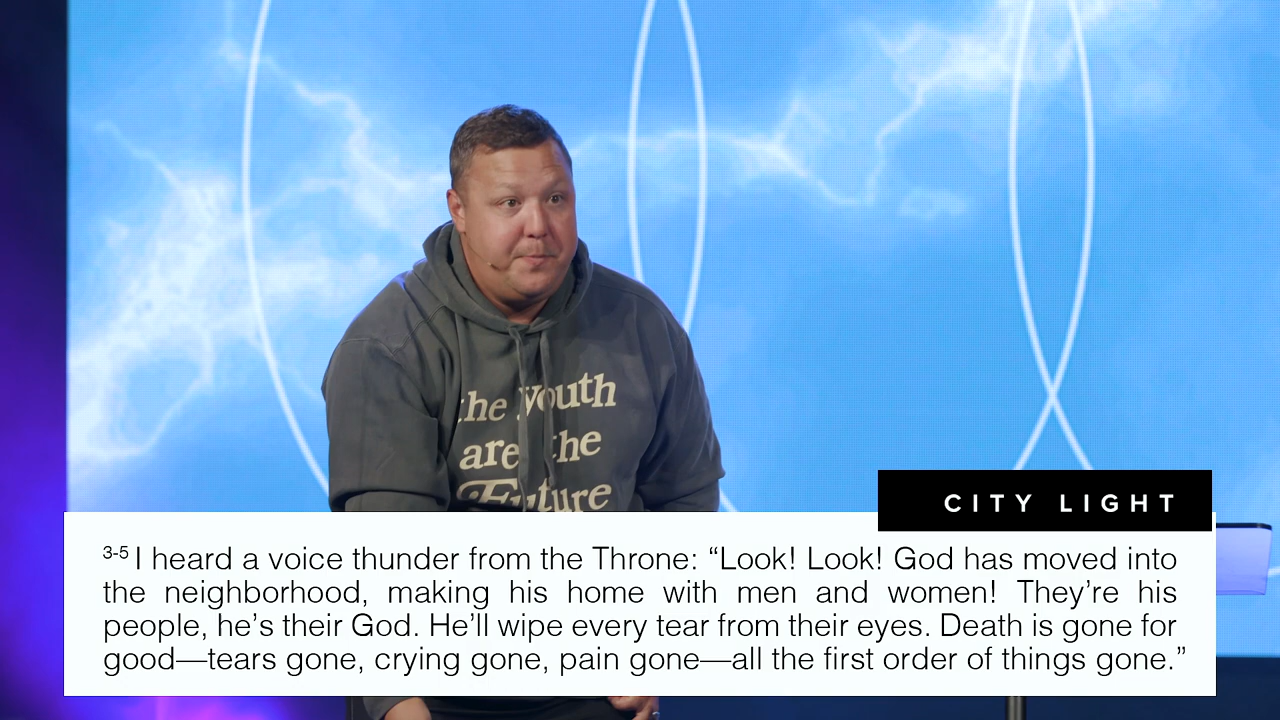 the youth
are the
Future
CITY LIGHT
3-5 I heard a voice thunder from the Throne: “Look! Look! God has moved into
the neighborhood, making his home with men and women! They’re his
people, he’s their God. He’ll wipe every tear from their eyes. Death is gone for
good—tears gone, crying gone, pain gone—all the first order of things gone.”